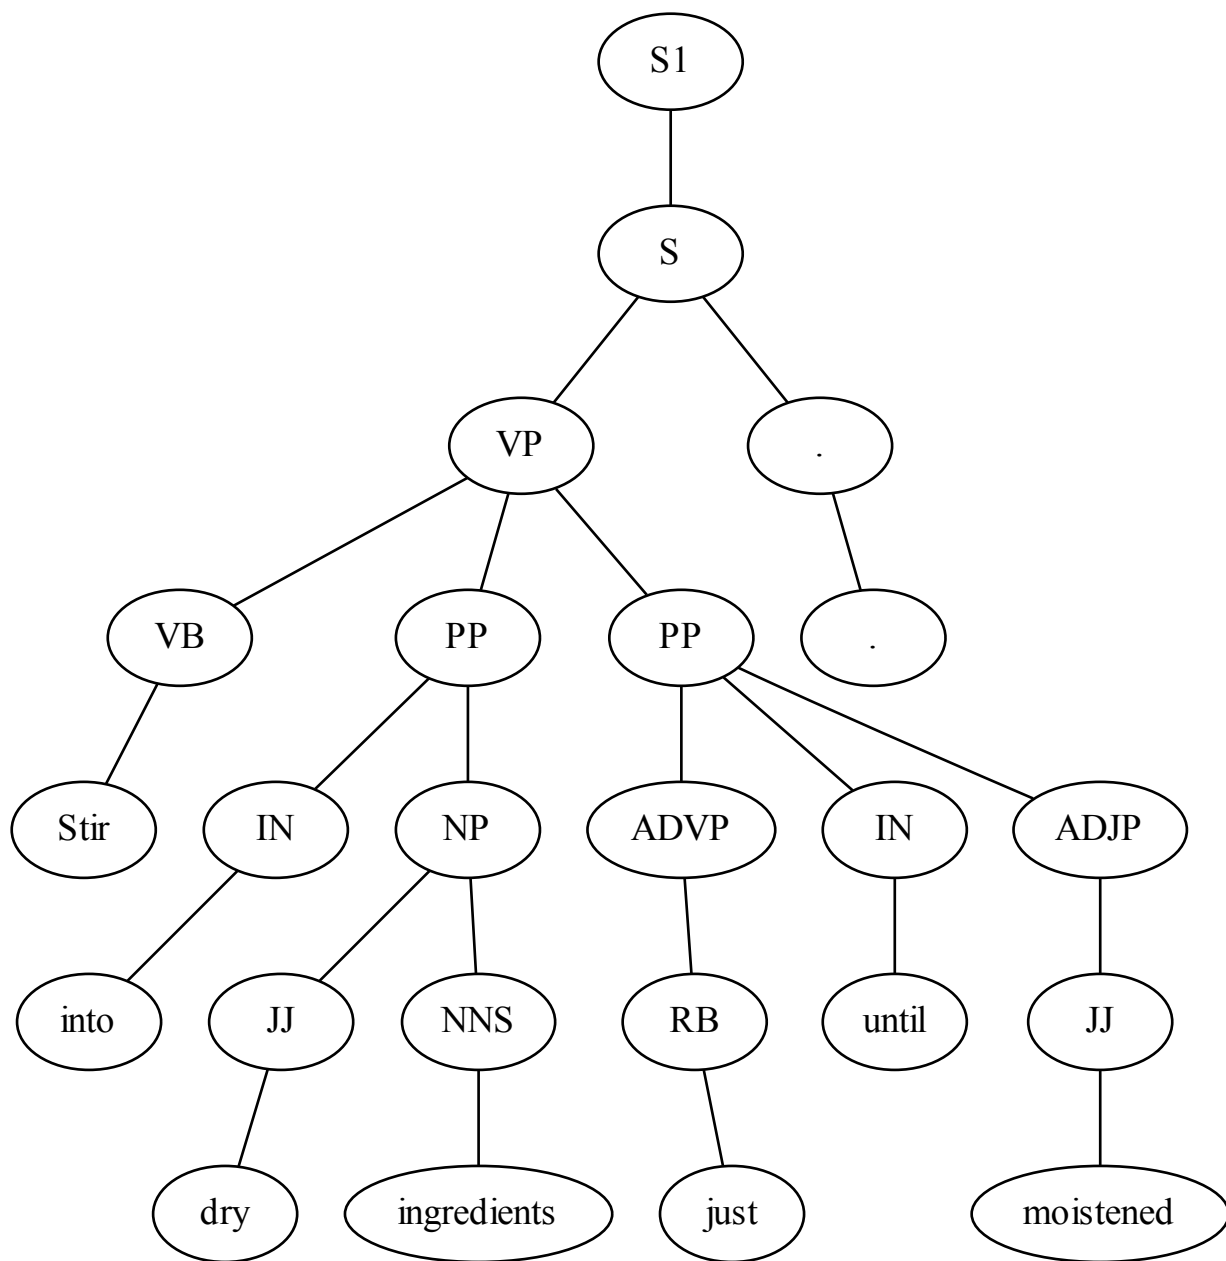 S1
S
VP .
VB PP PP .
Stir IN NP ADVP IN ADJP
into JJ NNS RB until JJ
dry ingredients just moistened